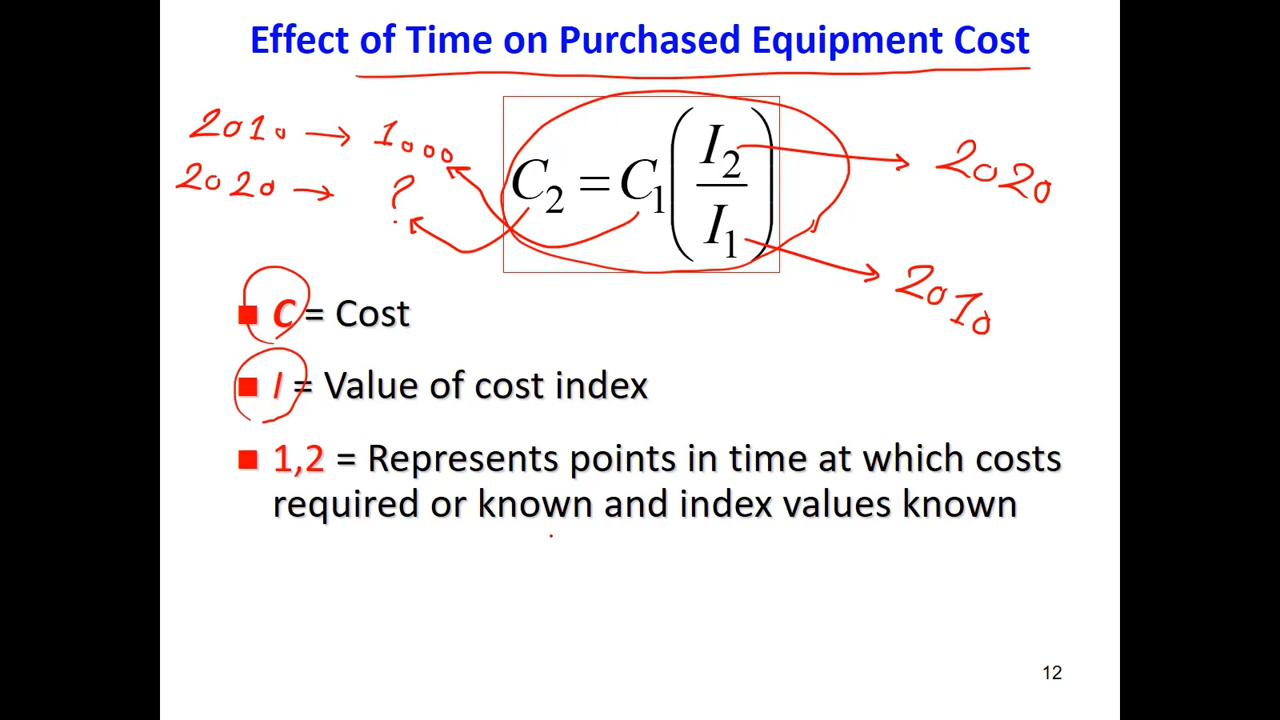 Effect of Time on Purchased Equipment Cost
2010 → 1000
2020 → ?
C₂ = C₁ (I₂ / I₁)
2020
2010
■ C = Cost
■ I = Value of cost index
■ 1,2 = Represents points in time at which costs
required or known and index values known
12